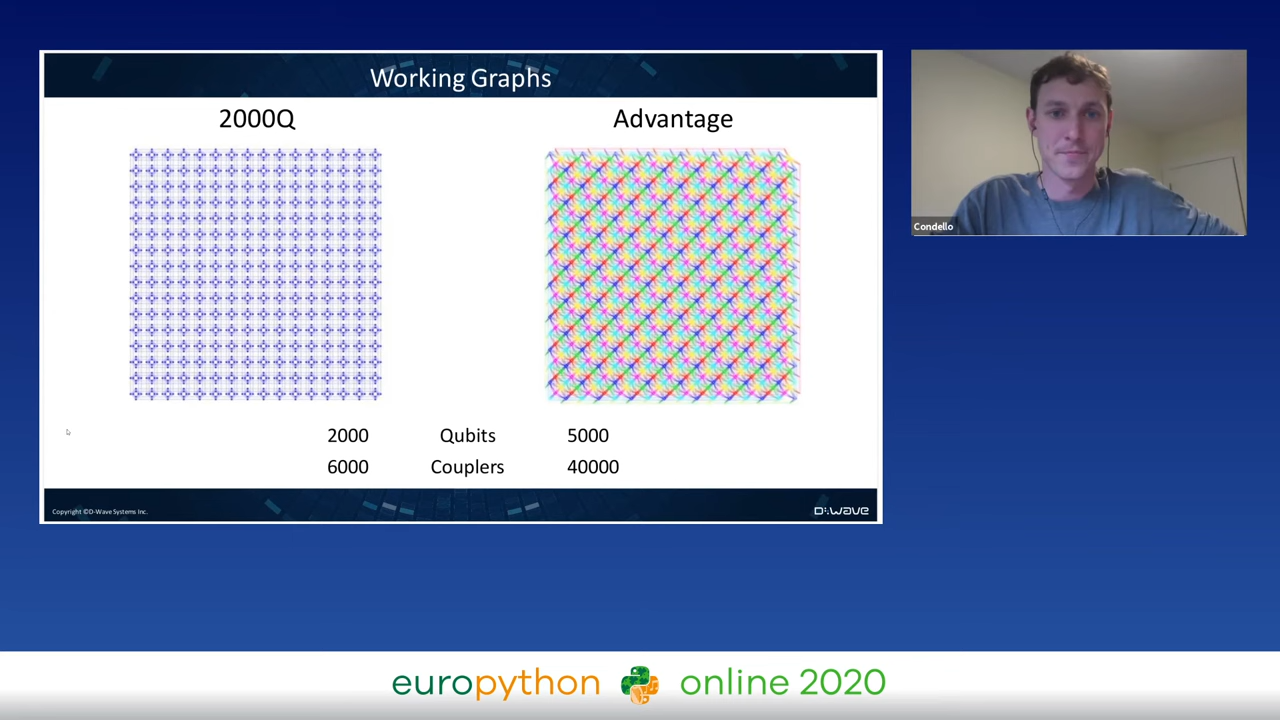 Working Graphs
2000Q
Advantage
2000 Qubits 5000
6000 Couplers 40000
Copyright ©D-Wave Systems Inc.
D:wave
Condello
europython online 2020